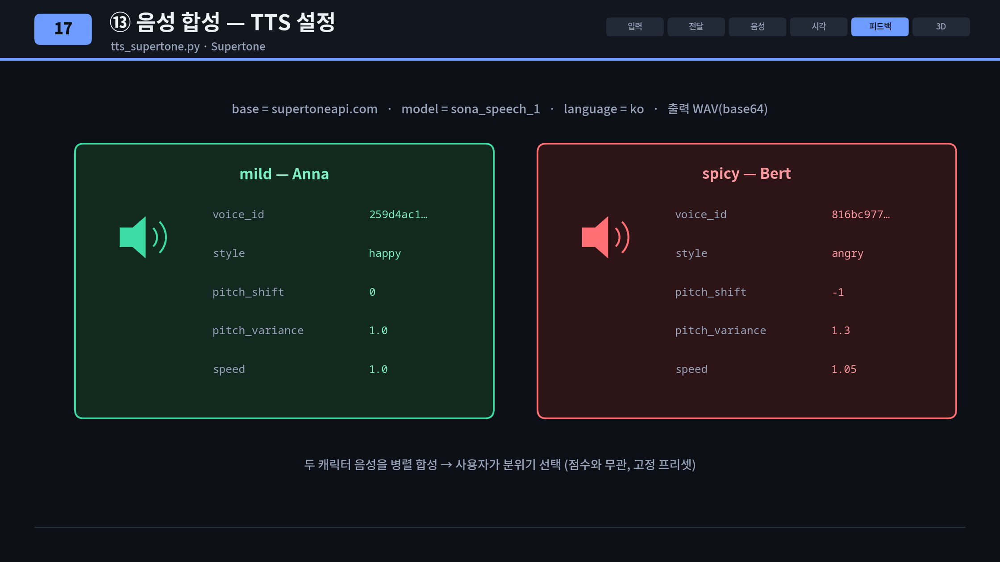 17
⑬ 음성 합성 — TTS 설정
tts_supertone.py · Supertone
입력
전달
음성
시각
피드백
3D
base = supertoneapi.com · model = sona_speech_1 · language = ko · 출력 WAV(base64)
mild — Anna
voice_id 259d4ac1…
style happy
pitch_shift 0
pitch_variance 1.0
speed 1.0
spicy — Bert
voice_id 816bc977…
style angry
pitch_shift -1
pitch_variance 1.3
speed 1.05
두 캐릭터 음성을 병렬 합성 → 사용자가 분위기 선택 (점수와 무관, 고정 프리셋)